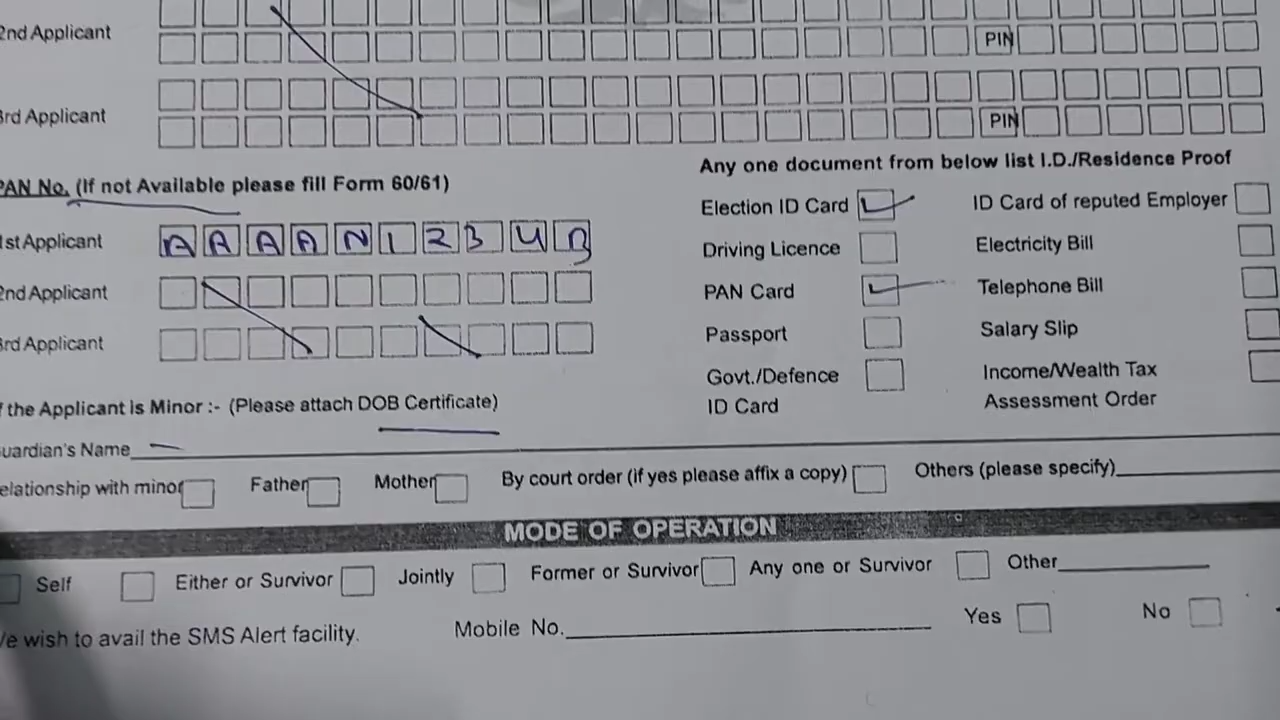 2nd Applicant
PIN
3rd Applicant
PIN
PAN No. (If not Available please fill Form 60/61)
1st Applicant AAAAN1234B
2nd Applicant
3rd Applicant
Any one document from below list I.D./Residence Proof
Election ID Card
ID Card of reputed Employer
Driving Licence
Electricity Bill
PAN Card
Telephone Bill
Passport
Salary Slip
Govt./Defence
ID Card
Income/Wealth Tax
Assessment Order
If the Applicant is Minor :- (Please attach DOB Certificate)
Guardian's Name
Relationship with minor Father Mother By court order (if yes please affix a copy) Others (please specify)
MODE OF OPERATION
Self Either or Survivor Jointly Former or Survivor Any one or Survivor Other
We wish to avail the SMS Alert facility. Mobile No. Yes No